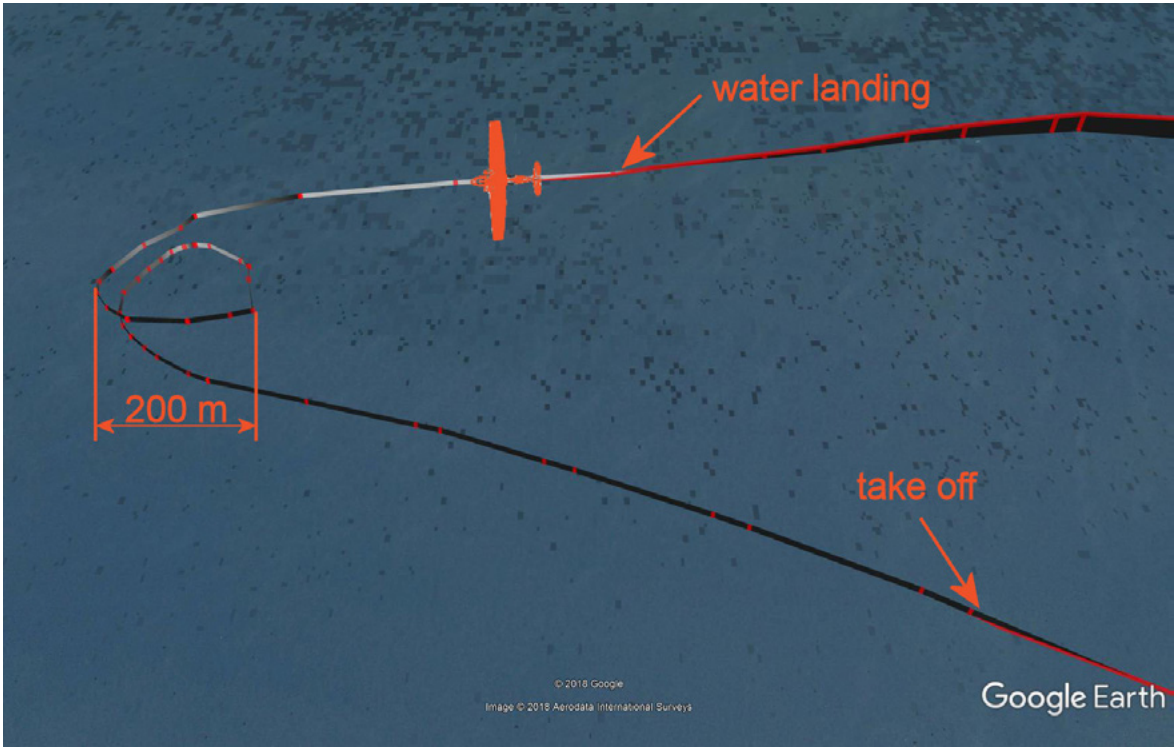 water landing
200 m
take off
© 2018 Google
Image © 2018 Aerodata International Surveys
Google Earth